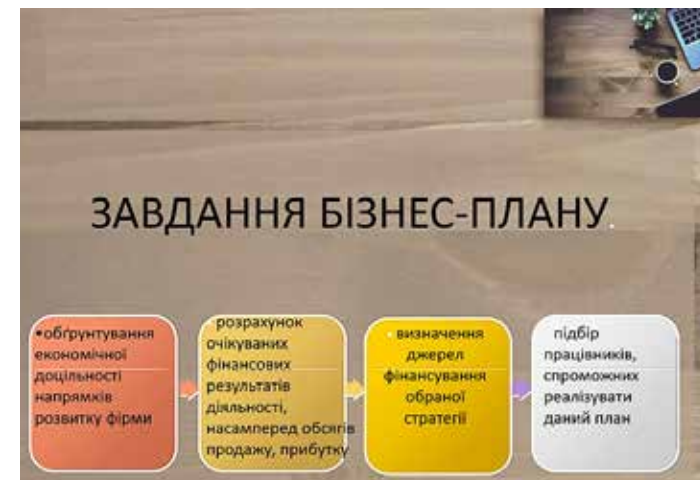 ЗАВДАННЯ БІЗНЕС-ПЛАНУ.
•обґрунтування
економічної
доцільності
напрямків
розвитку фірми
розрахунок
очікуваних
фінансових
результатів
діяльності,
насамперед обсягів
продажу, прибутку
• визначення
джерел
фінансування
обраної
стратегії
підбір
працівників,
спроможних
реалізувати
даний план